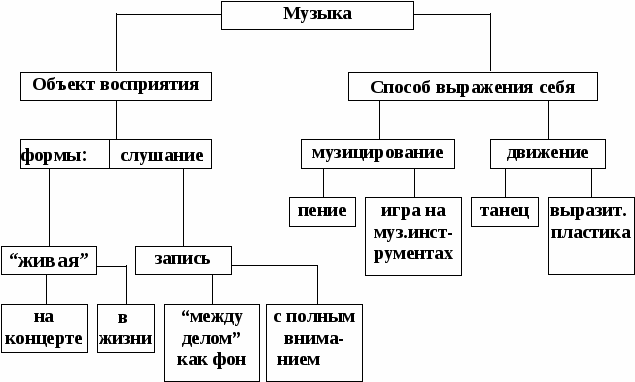 Музыка
Объект восприятия
Способ выражения себя
формы: слушание
музицирование
движение
пение
игра на
муз.инст-
рументах
танец
выразит.
пластика
“живая”
запись
на
концерте
в
жизни
“между
делом”
как фон
с полным
внима-
нием